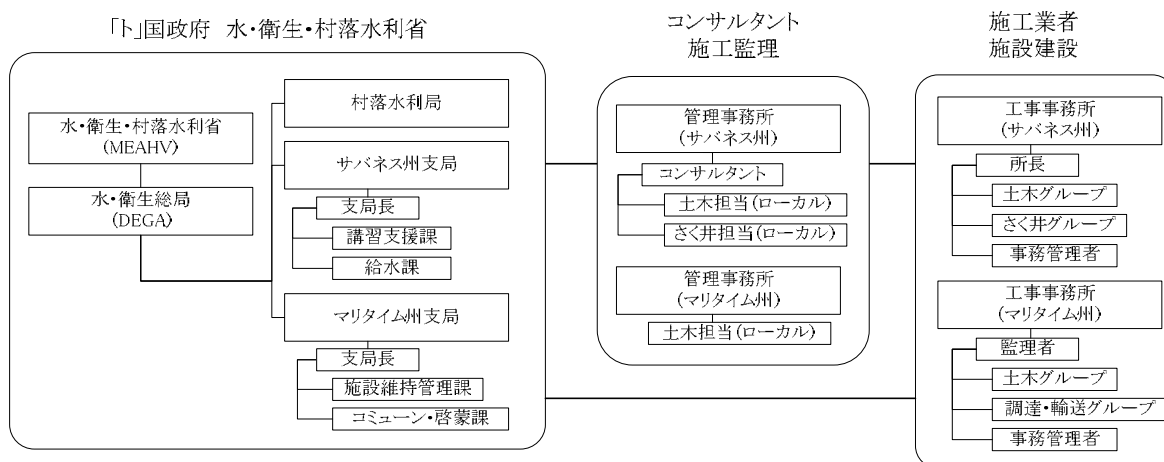 「ト」国政府 水・衛生・村落水利省
水・衛生・村落水利省
(MEAHV)
水・衛生総局
(DEGA)
村落水利局
サバネス州支局
支局長
講習支援課
給水課
マリタイム州支局
支局長
施設維持管理課
コミューン・啓蒙課
コンサルタント
施工監理
管理事務所
(サバネス州)
コンサルタント
土木担当(ローカル)
さく井担当(ローカル)
管理事務所
(マリタイム州)
土木担当(ローカル)
施工業者
施設建設
工事事務所
(サバネス州)
所長
土木グループ
さく井グループ
事務管理者
工事事務所
(マリタイム州)
監理者
土木グループ
調達・輸送グループ
事務管理者